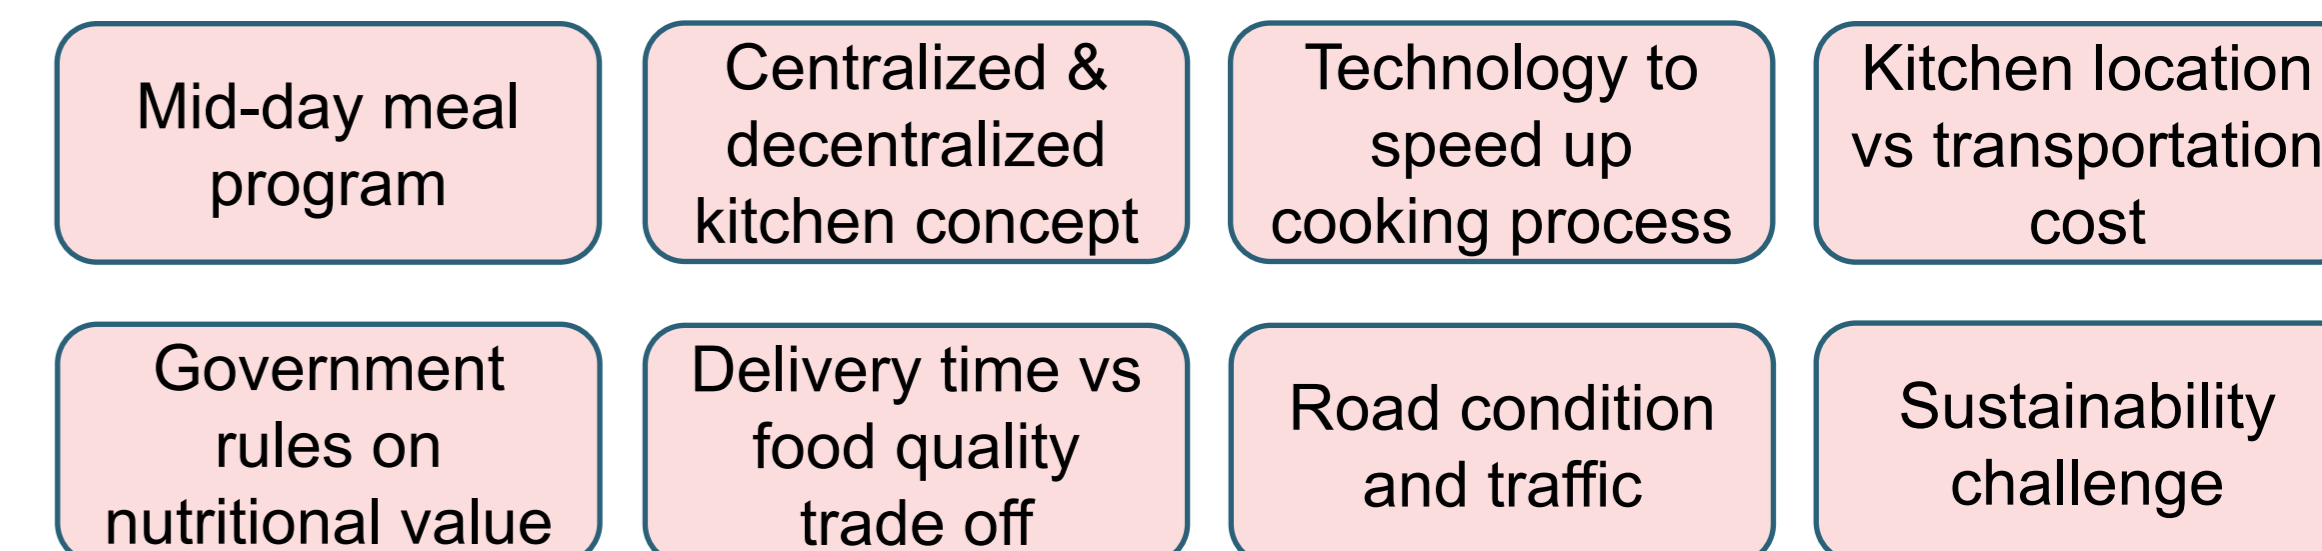 Mid-day meal
program
Centralized &
decentralized
kitchen concept
Technology to
speed up
cooking process
Kitchen location
vs transportation
cost
Government
rules on
nutritional value
Delivery time vs
food quality
trade off
Road condition
and traffic
Sustainability
challenge